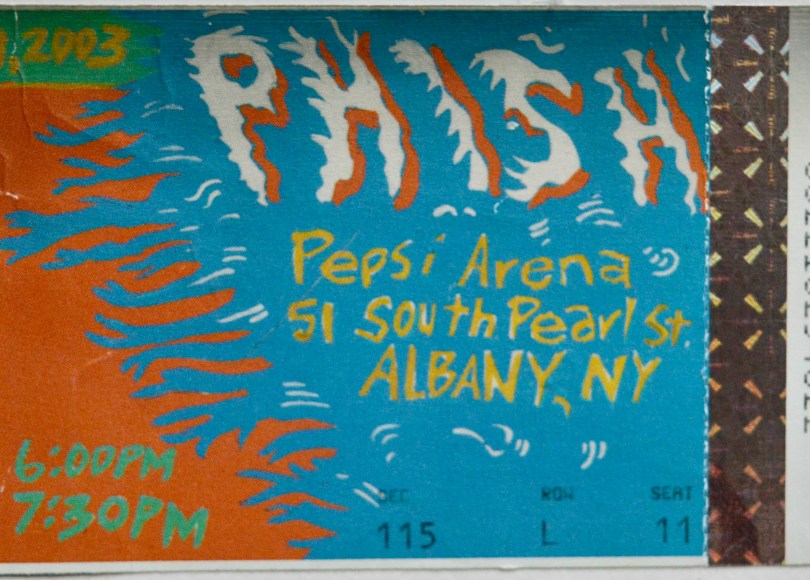 ,2003
PHISH
Pepsi Arena
51 South Pearl St.
ALBANY, NY
6:00PM
7:30PM
SEC ROW SEAT
115 L 11